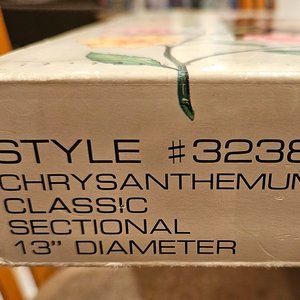 STYLE #3238
CHRYSANTHEMUM
CLASSIC
SECTIONAL
13" DIAMETER